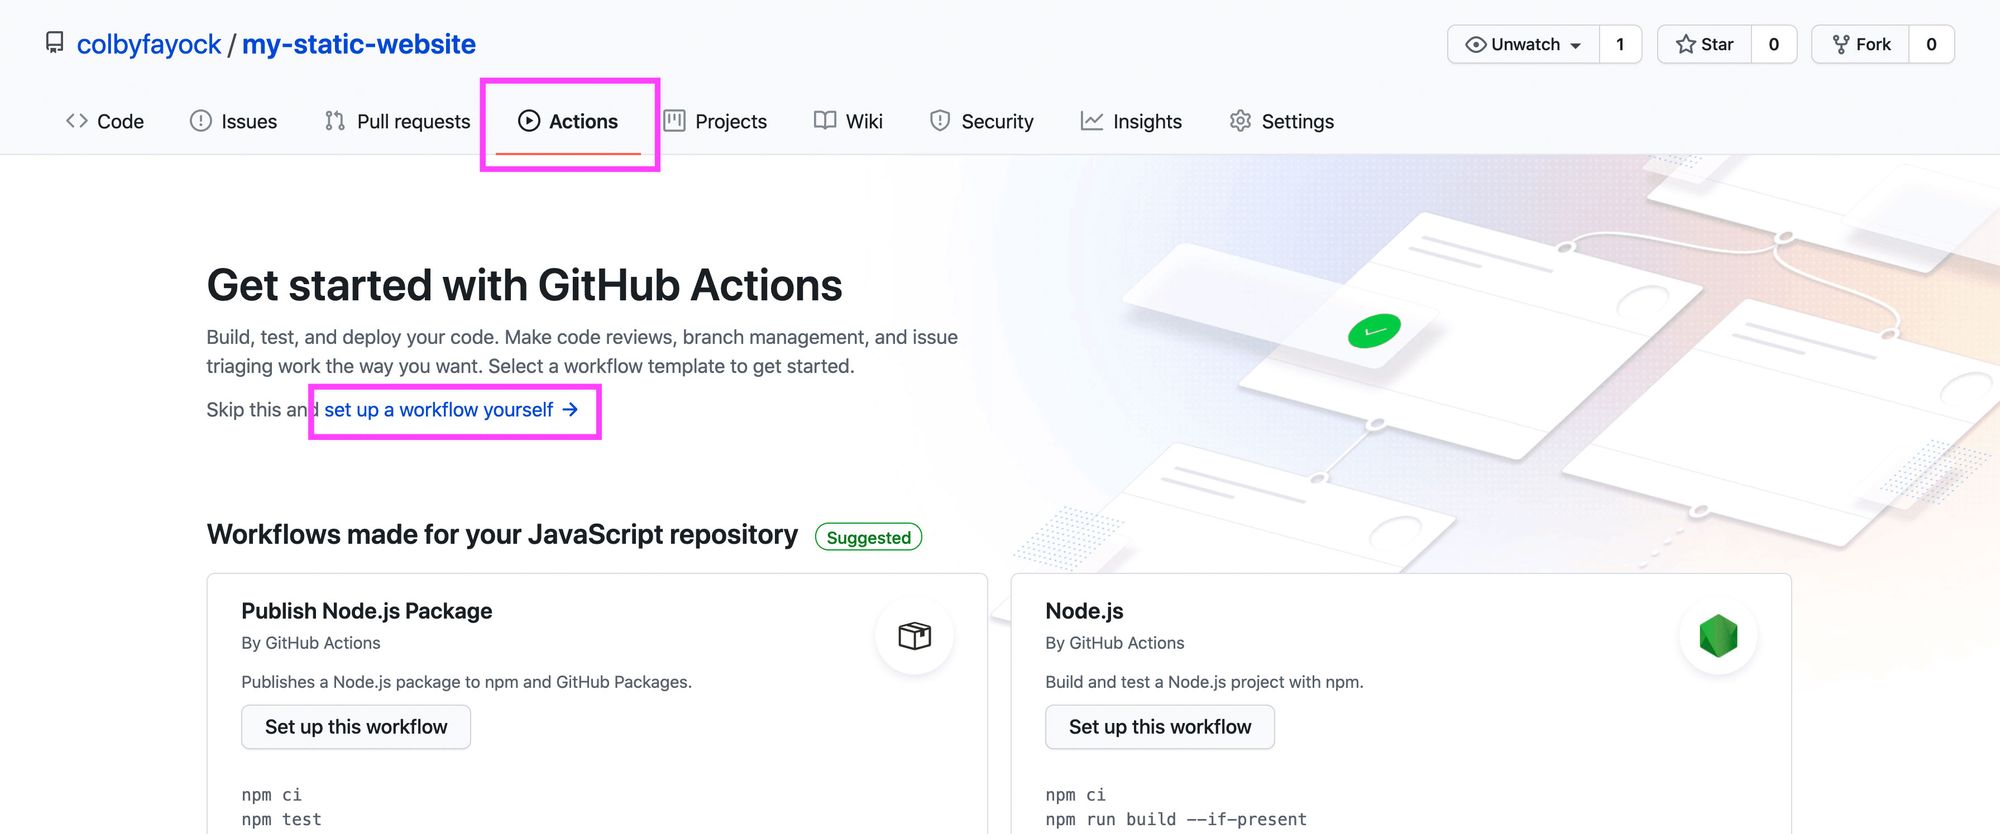 colbyfayock / my-static-website
Unwatch 1 Star 0 Fork 0
Code Issues Pull requests Actions Projects Wiki Security Insights Settings
Get started with GitHub Actions
Build, test, and deploy your code. Make code reviews, branch management, and issue
triaging work the way you want. Select a workflow template to get started.
Skip this and set up a workflow yourself →
Workflows made for your JavaScript repository Suggested
Publish Node.js Package
By GitHub Actions
Publishes a Node.js package to npm and GitHub Packages.
Set up this workflow
npm ci
npm test
Node.js
By GitHub Actions
Build and test a Node.js project with npm.
Set up this workflow
npm ci
npm run build --if-present